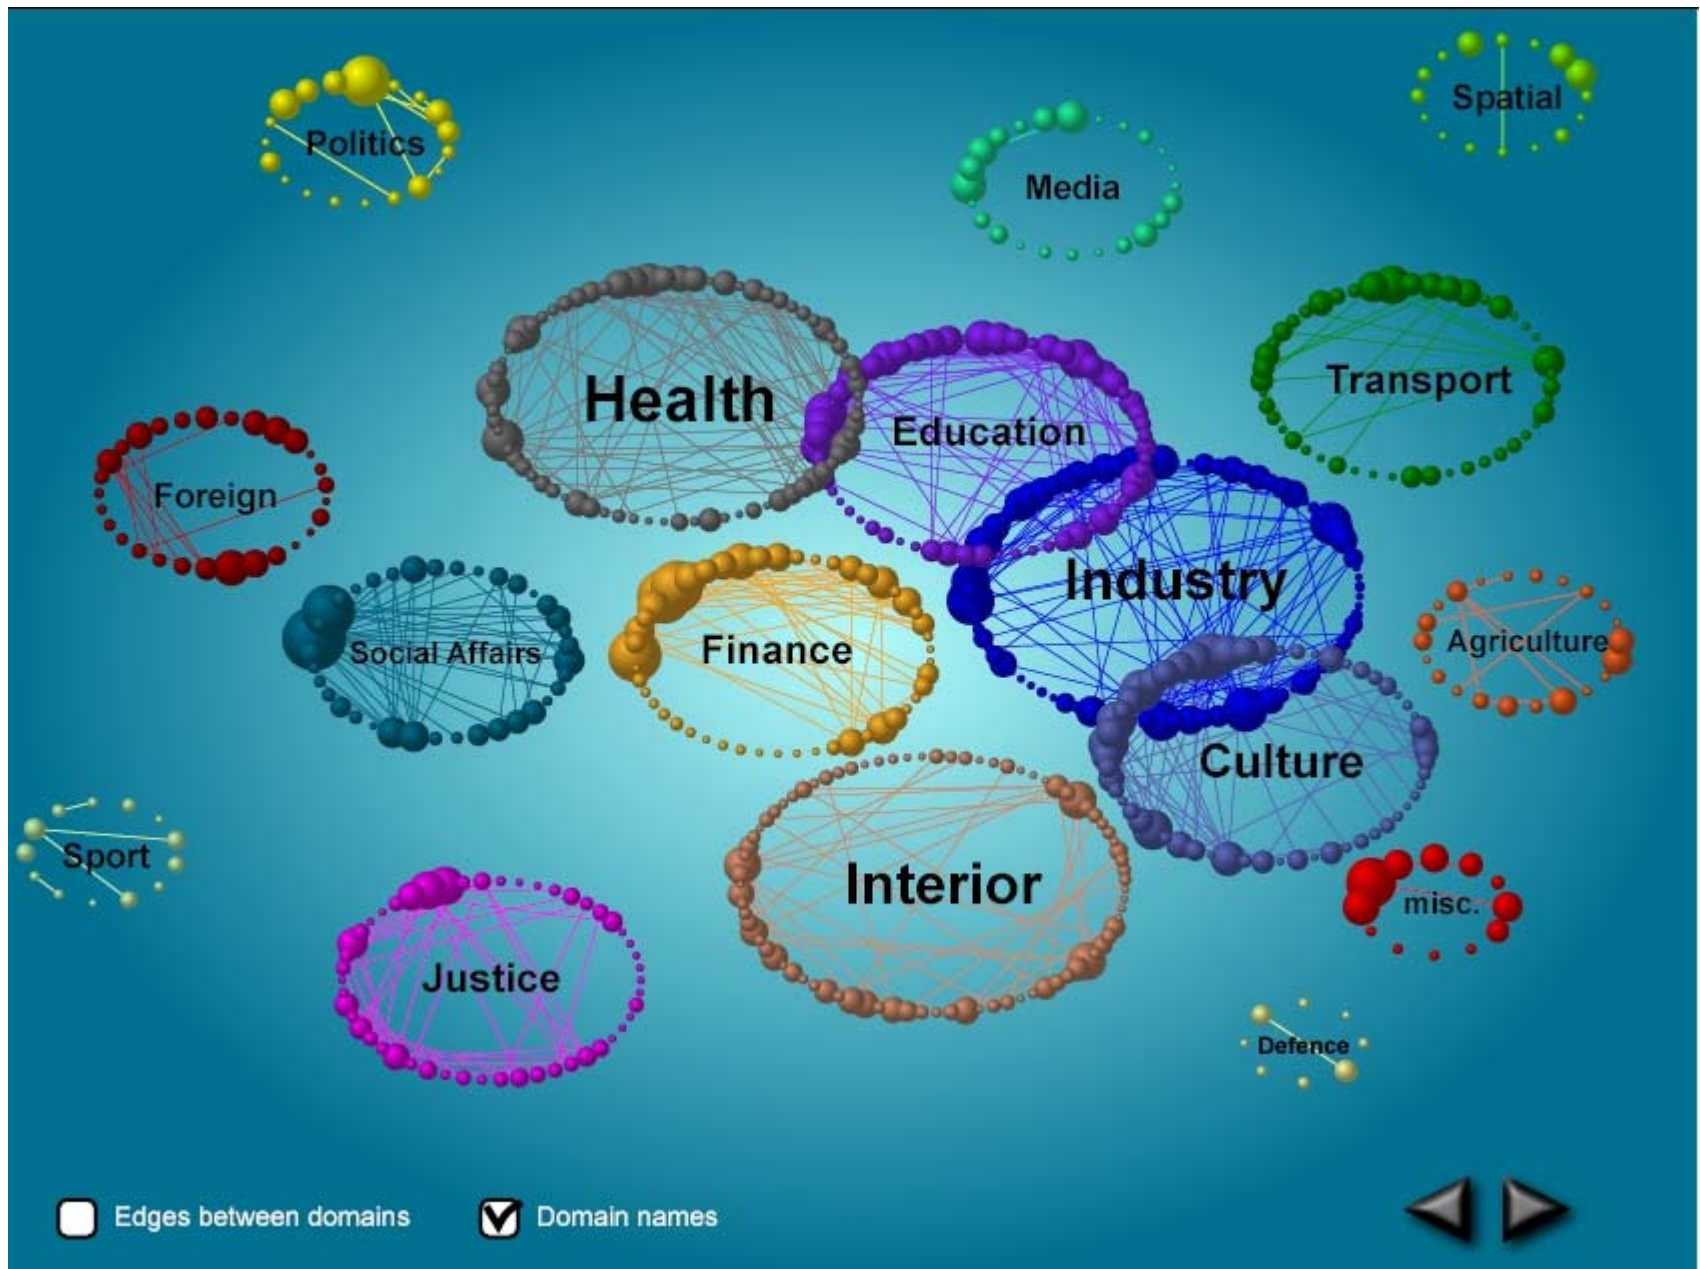 Spatial
Politics
Media
Transport
Health
Education
Foreign
Industry
Agriculture
Social Affairs
Finance
Culture
Sport
Interior
misc.
Justice
Defence
Edges between domains
Domain names